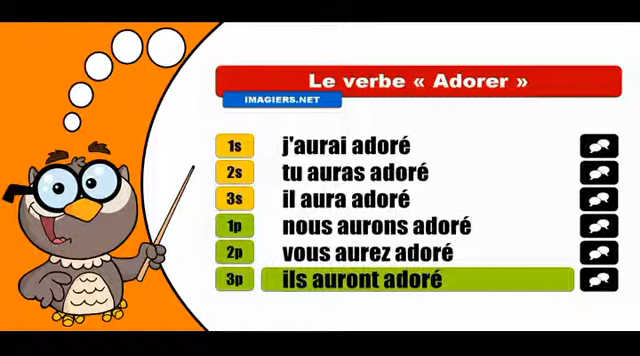 Le verbe « Adorer »
IMAGIERS.NET
1s j'aurai adoré
2s tu auras adoré
3s il aura adoré
1p nous aurons adoré
2p vous aurez adoré
3p ils auront adoré